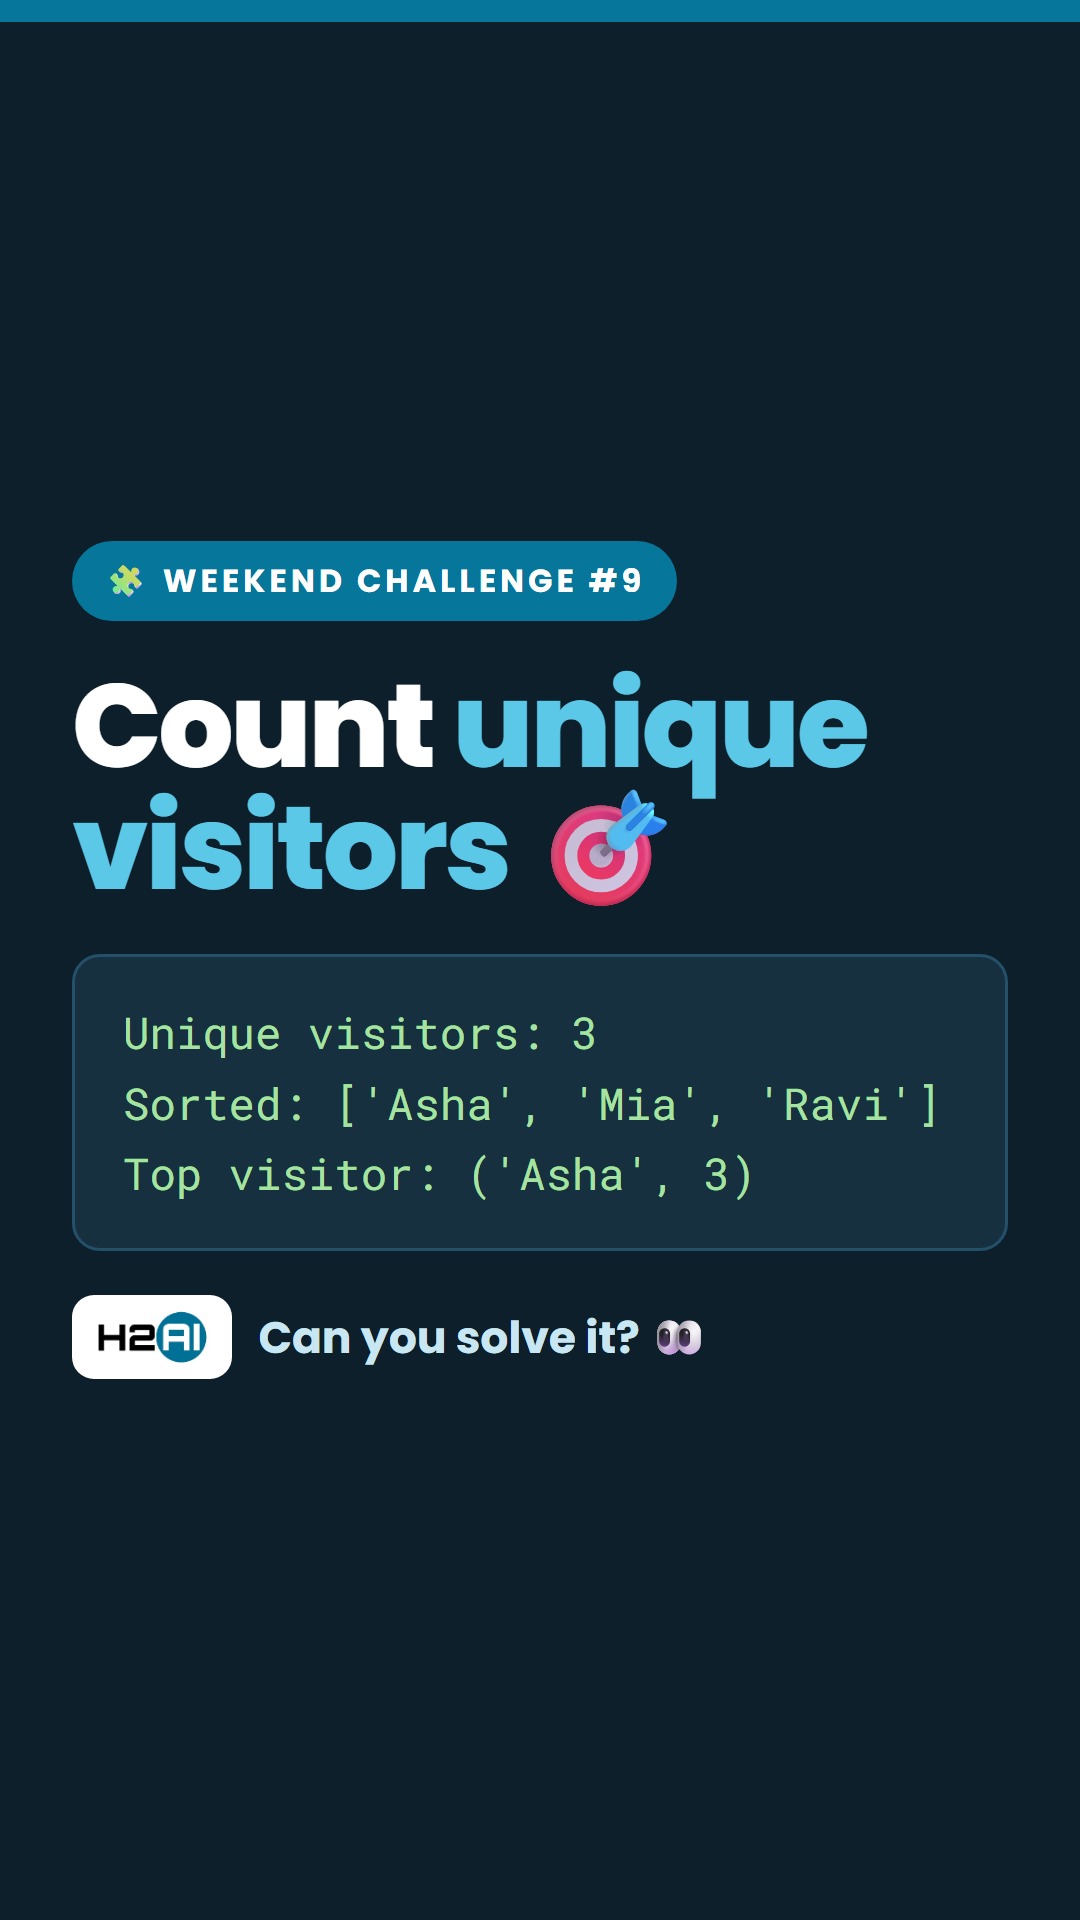 🧩 WEEKEND CHALLENGE #9
Count unique
visitors 🎯
Unique visitors: 3
Sorted: ['Asha', 'Mia', 'Ravi']
Top visitor: ('Asha', 3)
H2AI Can you solve it? 👀